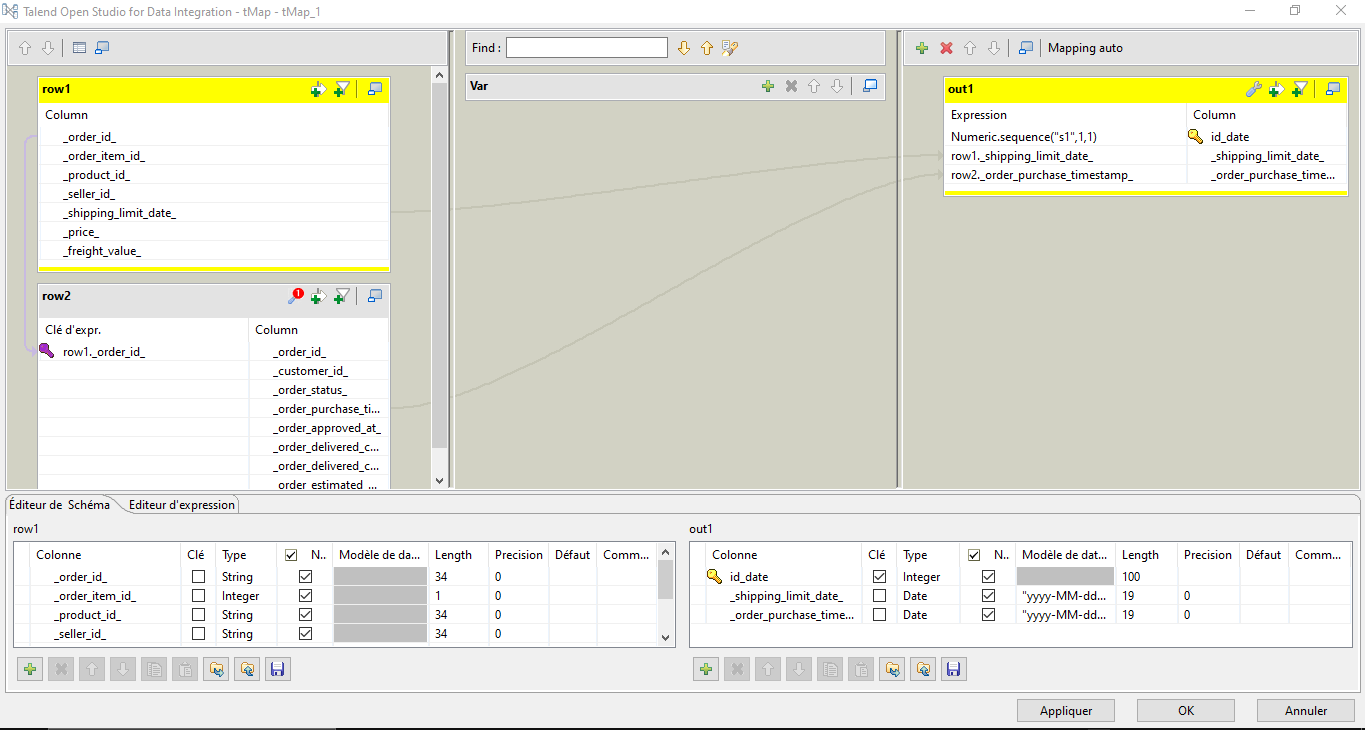 Talend Open Studio for Data Integration - tMap - tMap_1
Find :
Mapping auto
row1
Column
_order_id_
_order_item_id_
_product_id_
_seller_id_
_shipping_limit_date_
_price_
_freight_value_
row2
1
Clé d'expr.
Column
row1._order_id_
_order_id_
_customer_id_
_order_status_
_order_purchase_ti...
_order_approved_at_
_order_delivered_c...
_order_delivered_c...
_order_estimated_...
Var
out1
Expression
Column
Numeric.sequence("s1",1,1)
id_date
row1._shipping_limit_date_
_shipping_limit_date_
row2._order_purchase_timestamp_
_order_purchase_time...
Éditeur de Schéma
Editeur d'expression
row1
Colonne Clé Type N.. Modèle de da... Length Precision Défaut Comm...
_order_id_ String 34 0
_order_item_id_ Integer 1 0
_product_id_ String 34 0
_seller_id_ String 34 0
out1
Colonne Clé Type N.. Modèle de dat... Length Precision Défaut Comm...
id_date Integer 100
_shipping_limit_date_ Date "yyyy-MM-dd... 19 0
_order_purchase_time... Date "yyyy-MM-dd... 19 0
Appliquer
OK
Annuler